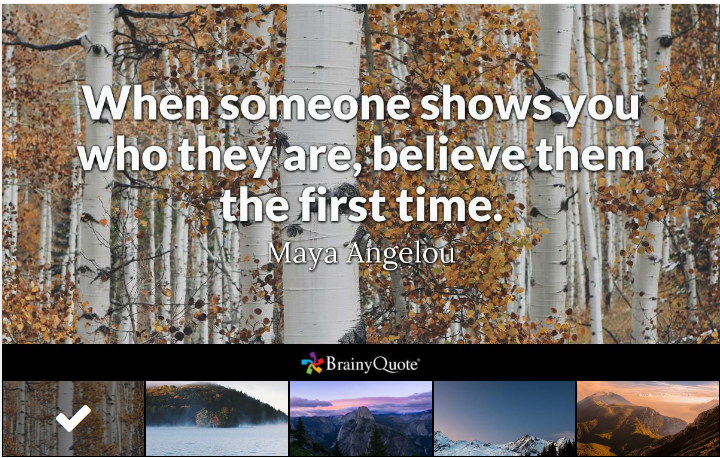 When someone shows you
who they are, believe them
the first time.
Maya Angelou
BrainyQuote®